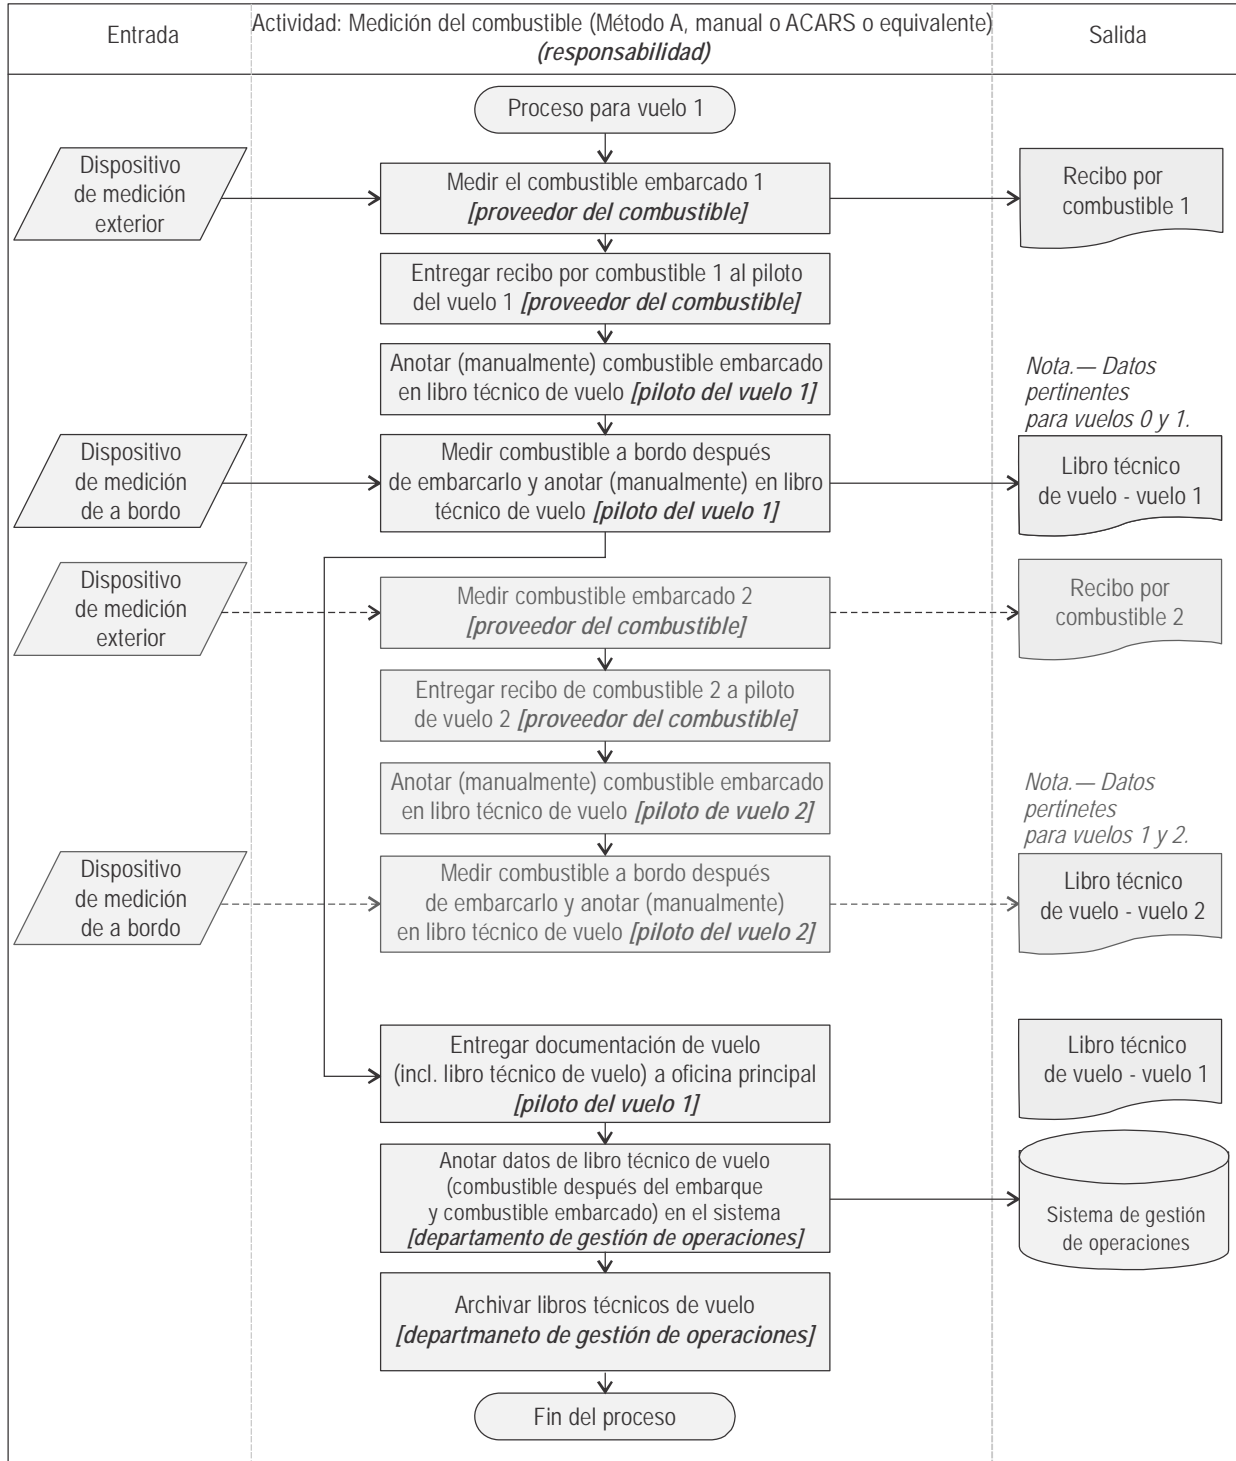 Entrada
Actividad: Medición del combustible (Método A, manual o ACARS o equivalente)
(responsabilidad)
Salida
Proceso para vuelo 1
Dispositivo
de medición
exterior
Medir el combustible embarcado 1
[proveedor del combustible]
Recibo por
combustible 1
Entregar recibo por combustible 1 al piloto
del vuelo 1 [proveedor del combustible]
Anotar (manualmente) combustible embarcado
en libro técnico de vuelo [piloto del vuelo 1]
Nota.— Datos
pertinentes
para vuelos 0 y 1.
Dispositivo
de medición
de a bordo
Medir combustible a bordo después
de embarcarlo y anotar (manualmente) en libro
técnico de vuelo [piloto del vuelo 1]
Libro técnico
de vuelo - vuelo 1
Dispositivo
de medición
exterior
Medir combustible embarcado 2
[proveedor del combustible]
Recibo por
combustible 2
Entregar recibo de combustible 2 a piloto
de vuelo 2 [proveedor del combustible]
Anotar (manualmente) combustible embarcado
en libro técnico de vuelo [piloto de vuelo 2]
Nota.— Datos
pertinetes
para vuelos 1 y 2.
Dispositivo
de medición
de a bordo
Medir combustible a bordo después
de embarcarlo y anotar (manualmente)
en libro técnico de vuelo [piloto del vuelo 2]
Libro técnico
de vuelo - vuelo 2
Entregar documentación de vuelo
(incl. libro técnico de vuelo) a oficina principal
[piloto del vuelo 1]
Libro técnico
de vuelo - vuelo 1
Anotar datos de libro técnico de vuelo
(combustible después del embarque
y combustible embarcado) en el sistema
[departamento de gestión de operaciones]
Sistema de gestión
de operaciones
Archivar libros técnicos de vuelo
[departmaneto de gestión de operaciones]
Fin del proceso